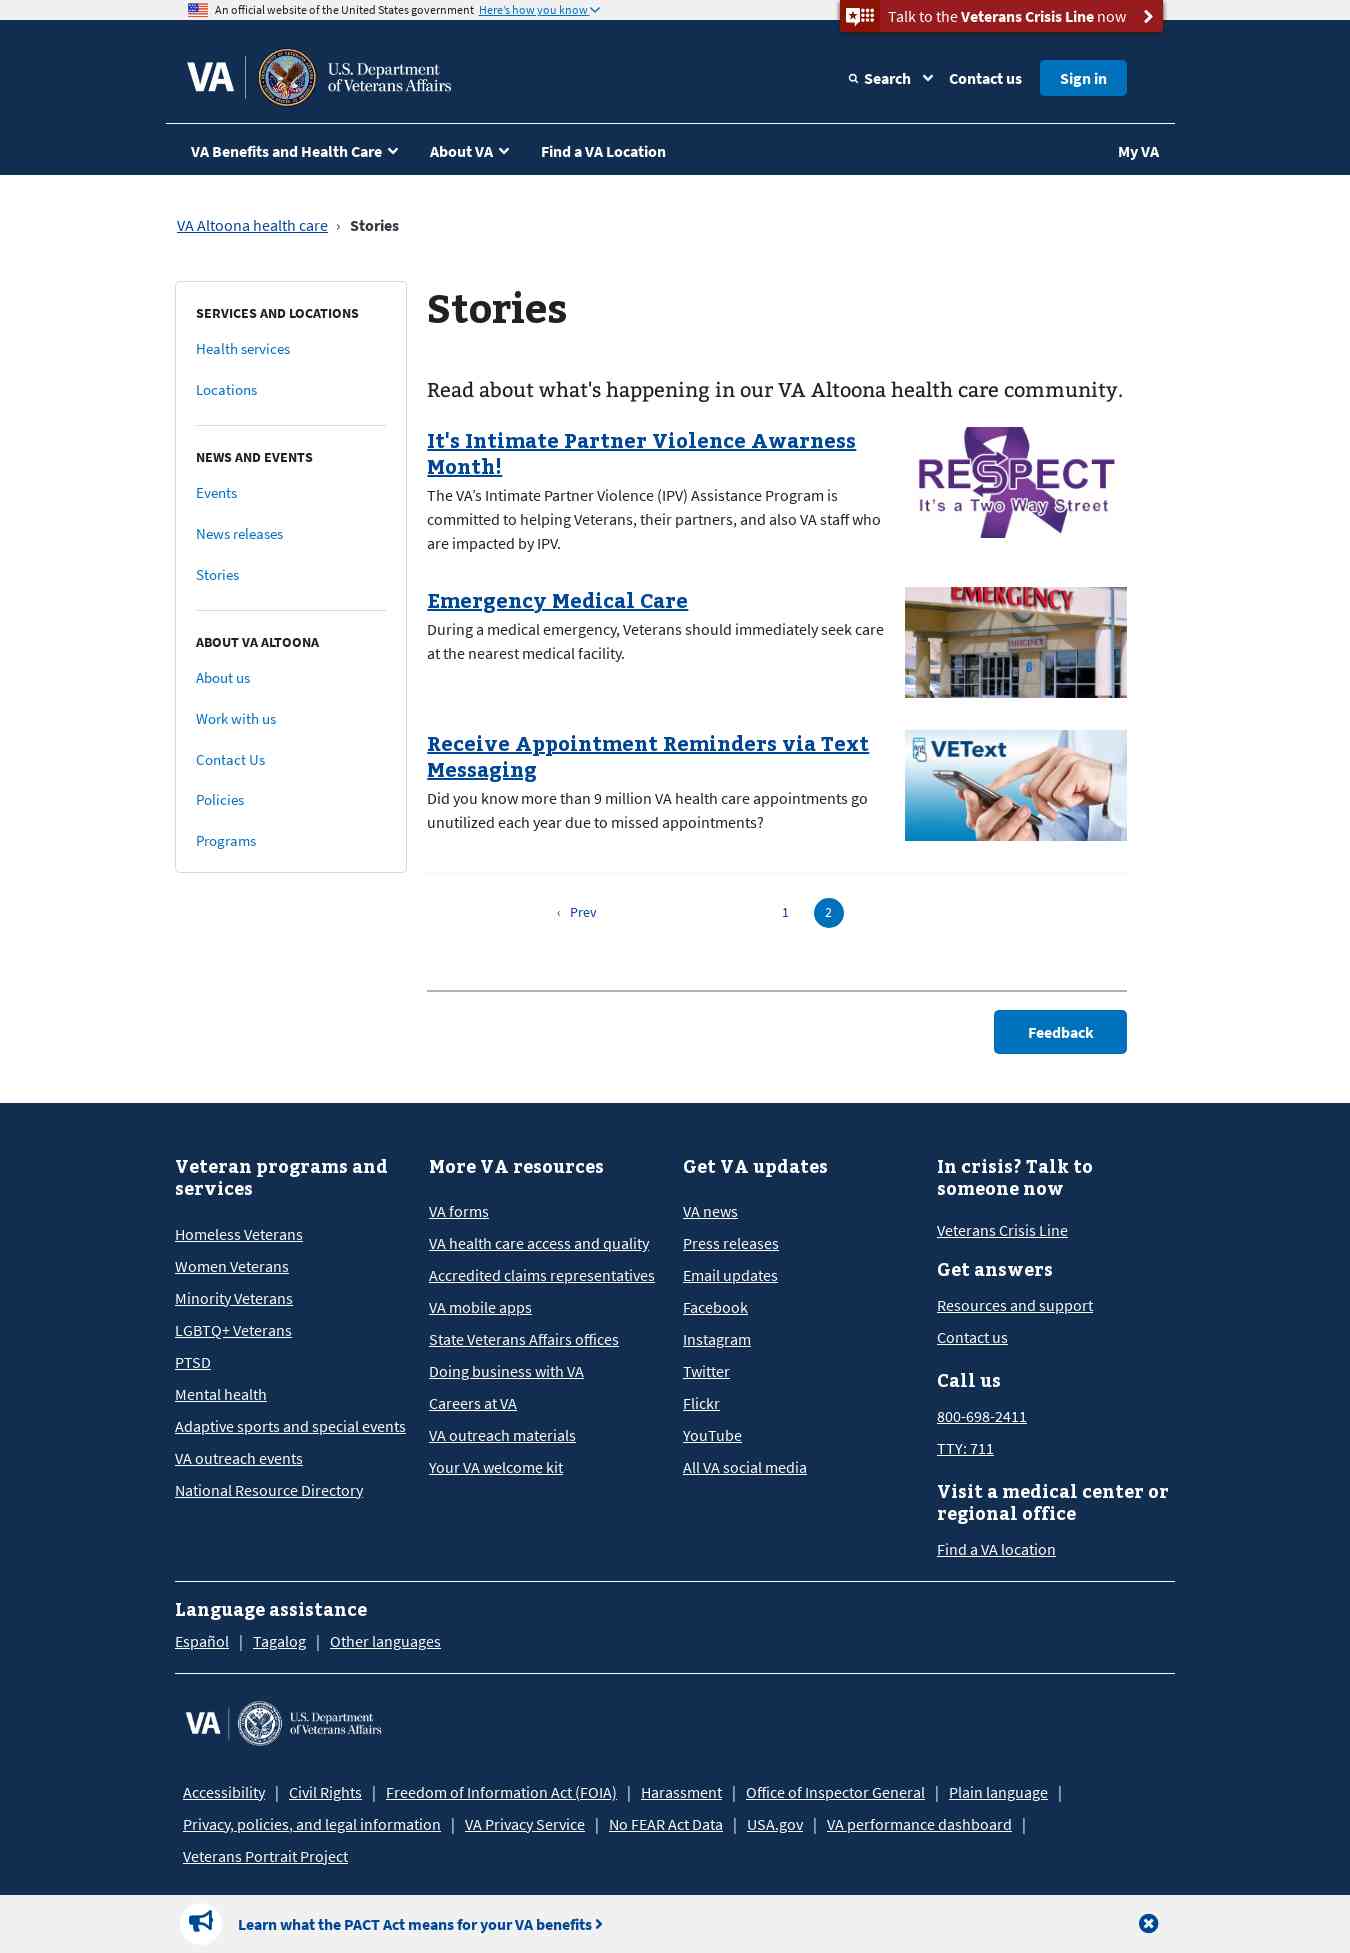 An official website of the United States government Here's how you know
Talk to the Veterans Crisis Line now
VA
U.S. Department
of Veterans Affairs
Search
Contact us
Sign in
VA Benefits and Health Care
About VA
Find a VA Location
My VA
VA Altoona health care › Stories
SERVICES AND LOCATIONS
Health services
Locations
NEWS AND EVENTS
Events
News releases
Stories
ABOUT VA ALTOONA
About us
Work with us
Contact Us
Policies
Programs
Stories
Read about what's happening in our VA Altoona health care community.
It's Intimate Partner Violence Awarness
Month!
The VA's Intimate Partner Violence (IPV) Assistance Program is
committed to helping Veterans, their partners, and also VA staff who
are impacted by IPV.
RESPECT
It's a Two Way Street
Emergency Medical Care
During a medical emergency, Veterans should immediately seek care
at the nearest medical facility.
EMERGENCY
EMERGENCY
8
Receive Appointment Reminders via Text
Messaging
Did you know more than 9 million VA health care appointments go
unutilized each year due to missed appointments?
VEText
‹ Prev
1
2
Feedback
Veteran programs and
services
Homeless Veterans
Women Veterans
Minority Veterans
LGBTQ+ Veterans
PTSD
Mental health
Adaptive sports and special events
VA outreach events
National Resource Directory
More VA resources
VA forms
VA health care access and quality
Accredited claims representatives
VA mobile apps
State Veterans Affairs offices
Doing business with VA
Careers at VA
VA outreach materials
Your VA welcome kit
Get VA updates
VA news
Press releases
Email updates
Facebook
Instagram
Twitter
Flickr
YouTube
All VA social media
In crisis? Talk to
someone now
Veterans Crisis Line
Get answers
Resources and support
Contact us
Call us
800-698-2411
TTY: 711
Visit a medical center or
regional office
Find a VA location
Language assistance
Español | Tagalog | Other languages
VA
U.S. Department
of Veterans Affairs
Accessibility | Civil Rights | Freedom of Information Act (FOIA) | Harassment | Office of Inspector General | Plain language |
Privacy, policies, and legal information | VA Privacy Service | No FEAR Act Data | USA.gov | VA performance dashboard |
Veterans Portrait Project
Learn what the PACT Act means for your VA benefits